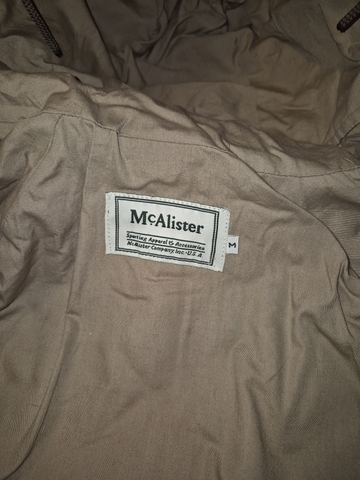 McAlister
Sporting Apparel & Accessories
McAlister Company, Inc.-U.S.A.
M